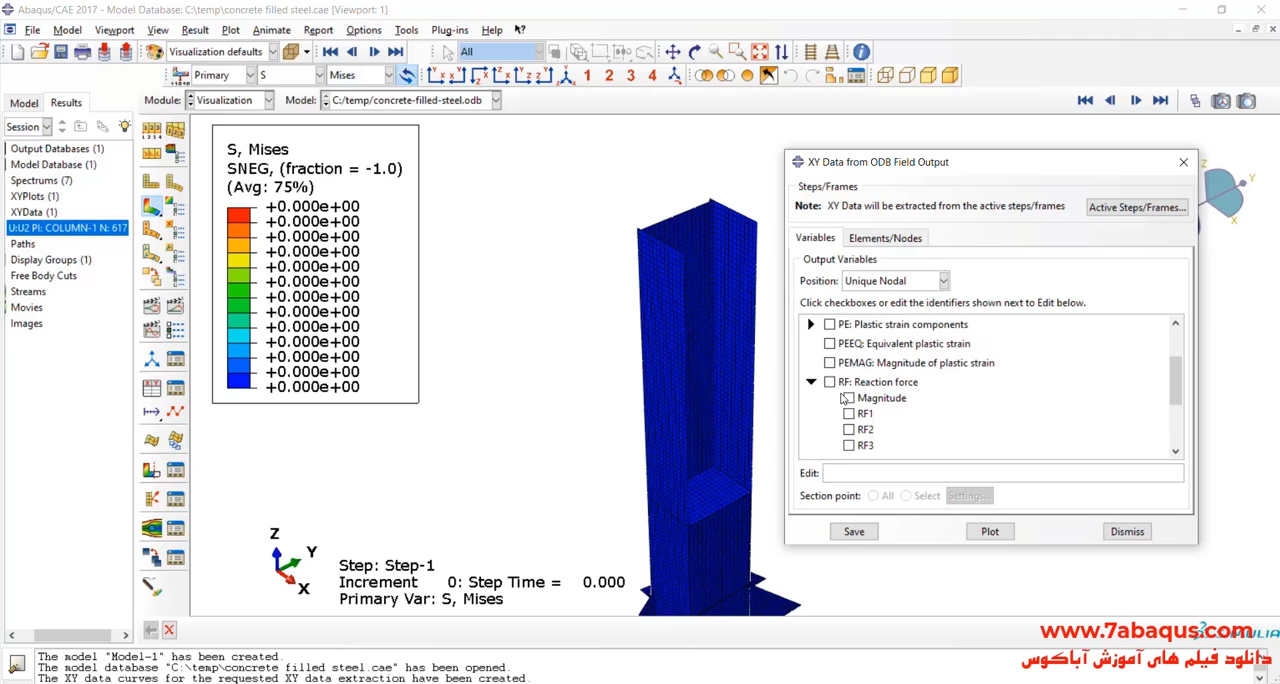 Abaqus/CAE 2017 - Model Database: C:\temp\concrete filled steel.cae [Viewport: 1]
File Model Viewport View Result Plot Animate Report Options Tools Plug-ins Help
Visualization defaults All
Primary S Mises 1 2 3 4
Model Results Module: Visualization Model: C:/temp/concrete-filled-steel.odb
Session
Output Databases (1)
Model Database (1)
Spectrums (7)
XYPlots (1)
XYData (1)
U:U2 PI: COLUMN-1 N: 617
Paths
Display Groups (1)
Free Body Cuts
Streams
Movies
Images
S, Mises
SNEG, (fraction = -1.0)
(Avg: 75%)
+0.000e+00
+0.000e+00
+0.000e+00
+0.000e+00
+0.000e+00
+0.000e+00
+0.000e+00
+0.000e+00
+0.000e+00
+0.000e+00
+0.000e+00
+0.000e+00
+0.000e+00
Z
Y
X
Step: Step-1
Increment 0: Step Time = 0.000
Primary Var: S, Mises
XY Data from ODB Field Output
Steps/Frames
Note: XY Data will be extracted from the active steps/frames Active Steps/Frames...
Variables Elements/Nodes
Output Variables
Position: Unique Nodal
Click checkboxes or edit the identifiers shown next to Edit below.
PE: Plastic strain components
PEEQ: Equivalent plastic strain
PEMAG: Magnitude of plastic strain
RF: Reaction force
Magnitude
RF1
RF2
RF3
Edit:
Section point: All Select Settings...
Save Plot Dismiss
Z
Y
X
www.7abaqus.com
SIMULIA
دانلود فیلم های آموزش آباکوس
The model "Model-1" has been created.
The model database "C:\temp\concrete filled steel.cae" has been opened.
The XY data curves for the requested XY data extraction have been created.